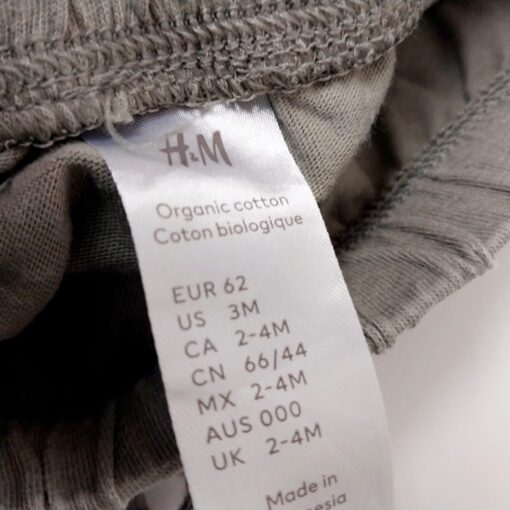 H&M
Organic cotton
Coton biologique
EUR 62
US 3M
CA 2-4M
CN 66/44
MX 2-4M
AUS 000
UK 2-4M
Made in